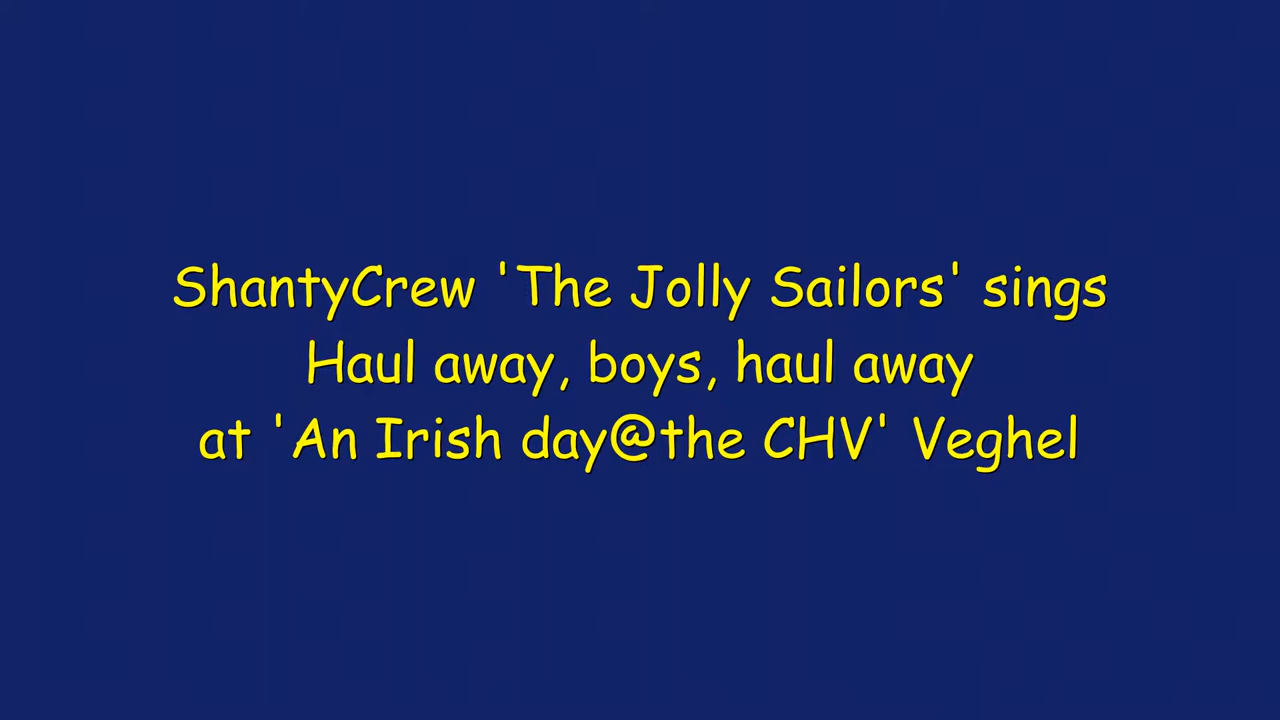 ShantyCrew 'The Jolly Sailors' sings
Haul away, boys, haul away
at 'An Irish day@the CHV' Veghel